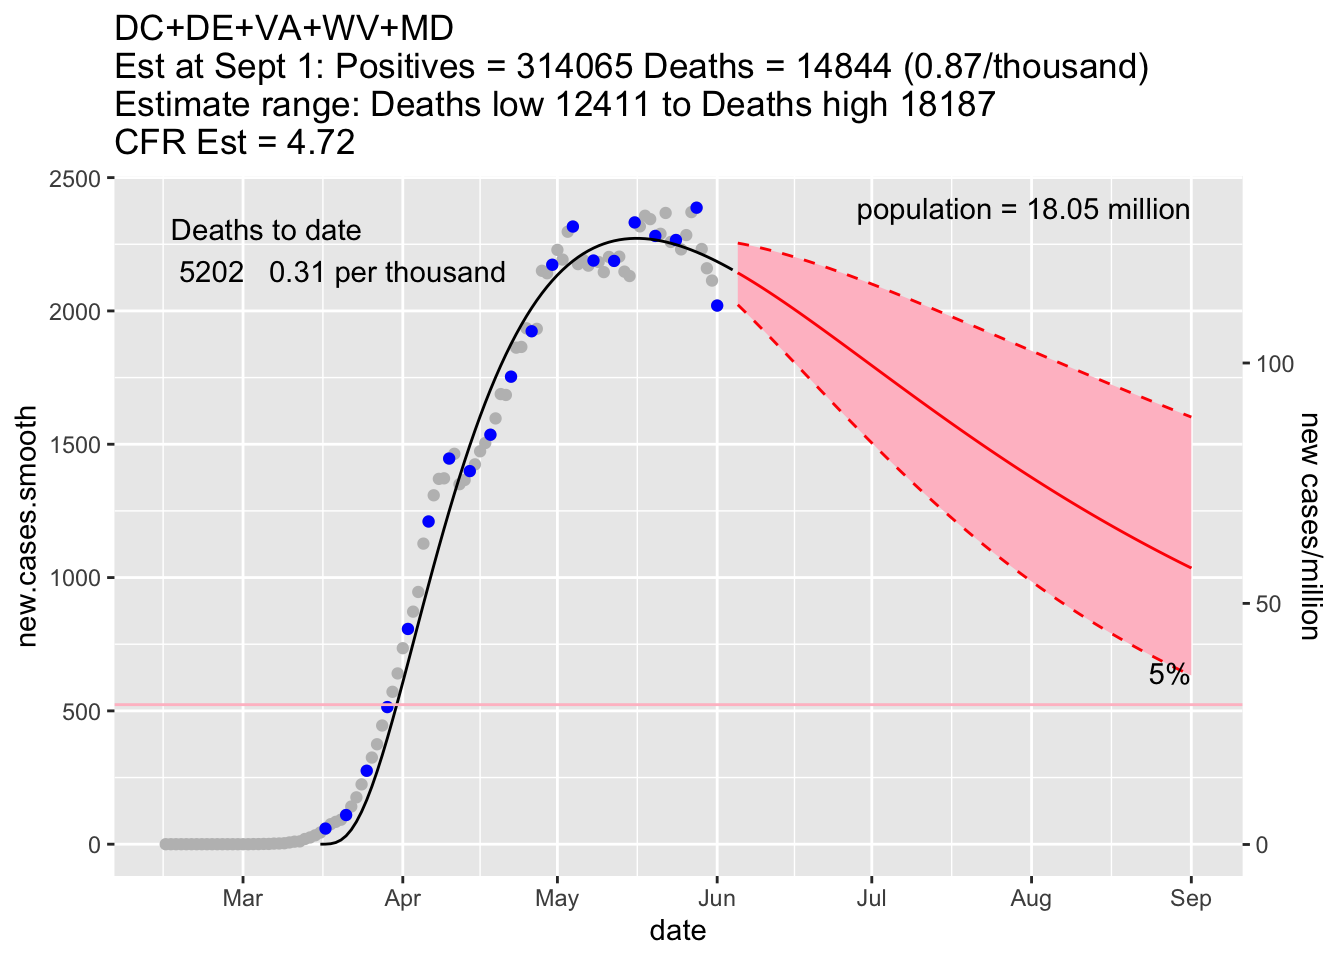 DC+DE+VA+WV+MD
Est at Sept 1: Positives = 314065 Deaths = 14844 (0.87/thousand)
Estimate range: Deaths low 12411 to Deaths high 18187
CFR Est = 4.72
2500
2000
1500
1000
500
0
new.cases.smooth
Deaths to date
5202 0.31 per thousand
population = 18.05 million
5%
100
50
0
new cases/million
Mar Apr May Jun Jul Aug Sep
date